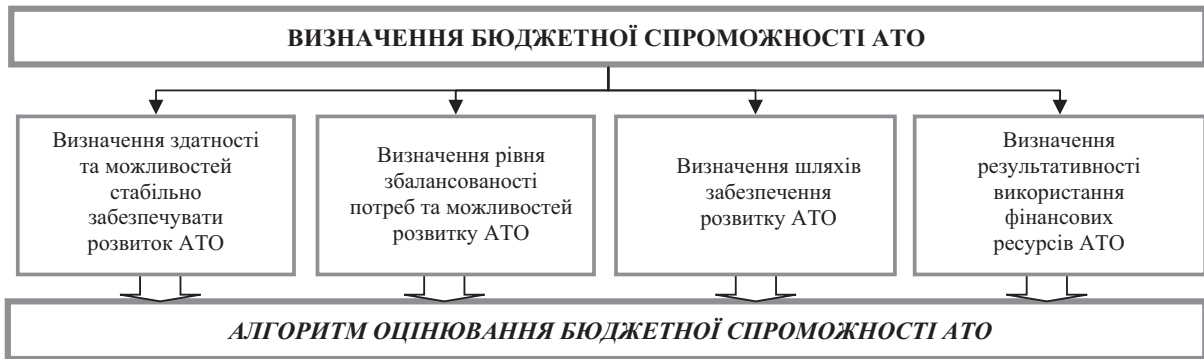 ВИЗНАЧЕННЯ БЮДЖЕТНОЇ СПРОМОЖНОСТІ АТО
Визначення здатності
та можливостей
стабільно
забезпечувати
розвиток АТО
Визначення рівня
збалансованості
потреб та можливостей
розвитку АТО
Визначення шляхів
забезпечення
розвитку АТО
Визначення
результативності
використання
фінансових
ресурсів АТО
АЛГОРИТМ ОЦІНЮВАННЯ БЮДЖЕТНОЇ СПРОМОЖНОСТІ АТО